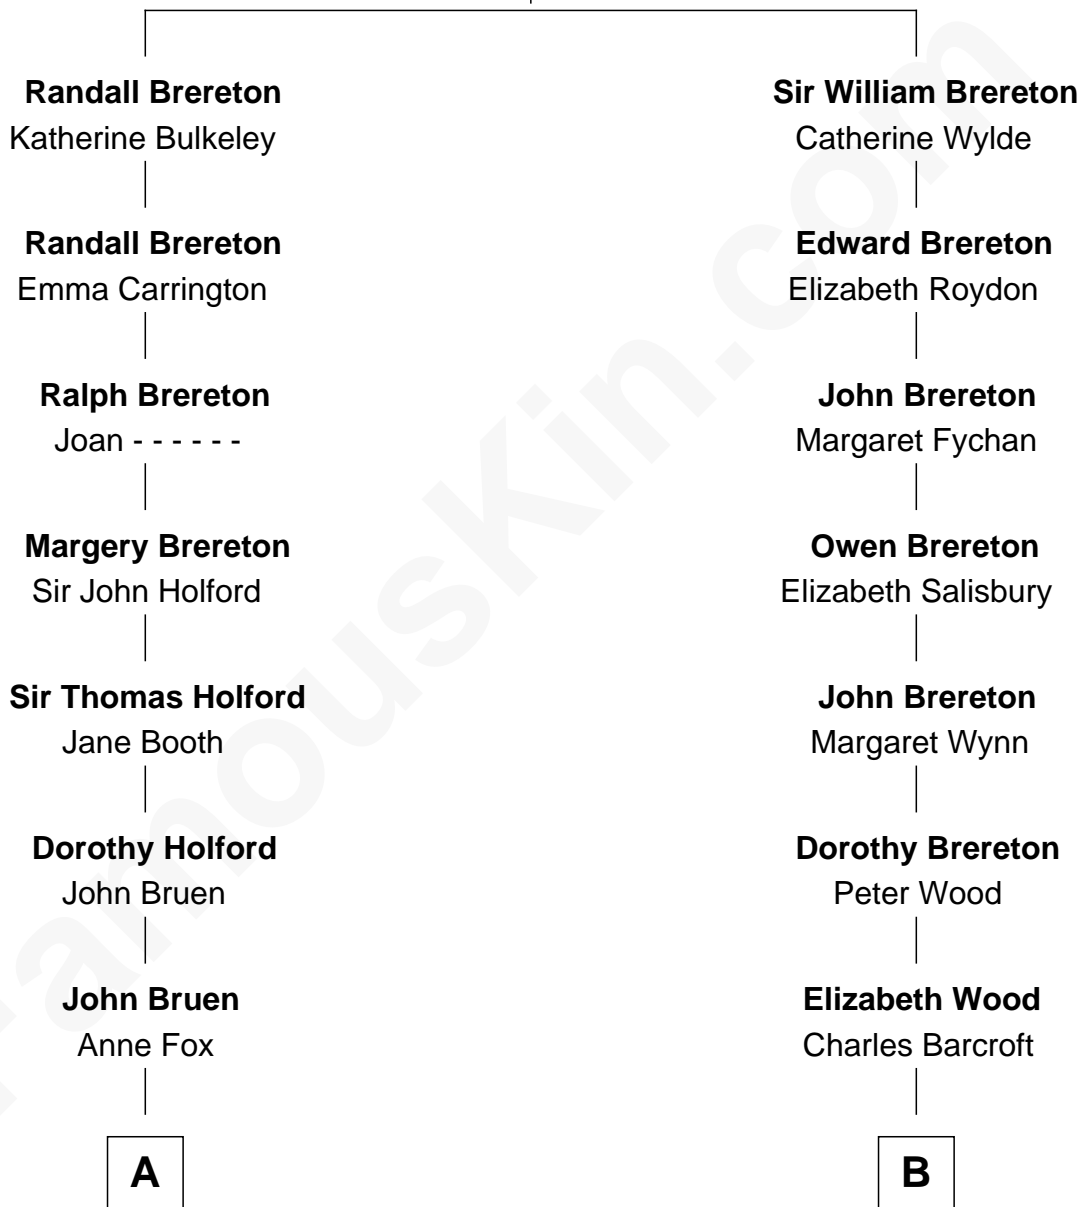 Randall Brereton
Katherine Bulkeley
Randall Brereton
Emma Carrington
Ralph Brereton
Joan - - - - - -
Margery Brereton
Sir John Holford
Sir Thomas Holford
Jane Booth
Dorothy Holford
John Bruen
John Bruen
Anne Fox
A
Sir William Brereton
Catherine Wylde
Edward Brereton
Elizabeth Roydon
John Brereton
Margaret Fychan
Owen Brereton
Elizabeth Salisbury
John Brereton
Margaret Wynn
Dorothy Brereton
Peter Wood
Elizabeth Wood
Charles Barcroft
B
FamousKin.com